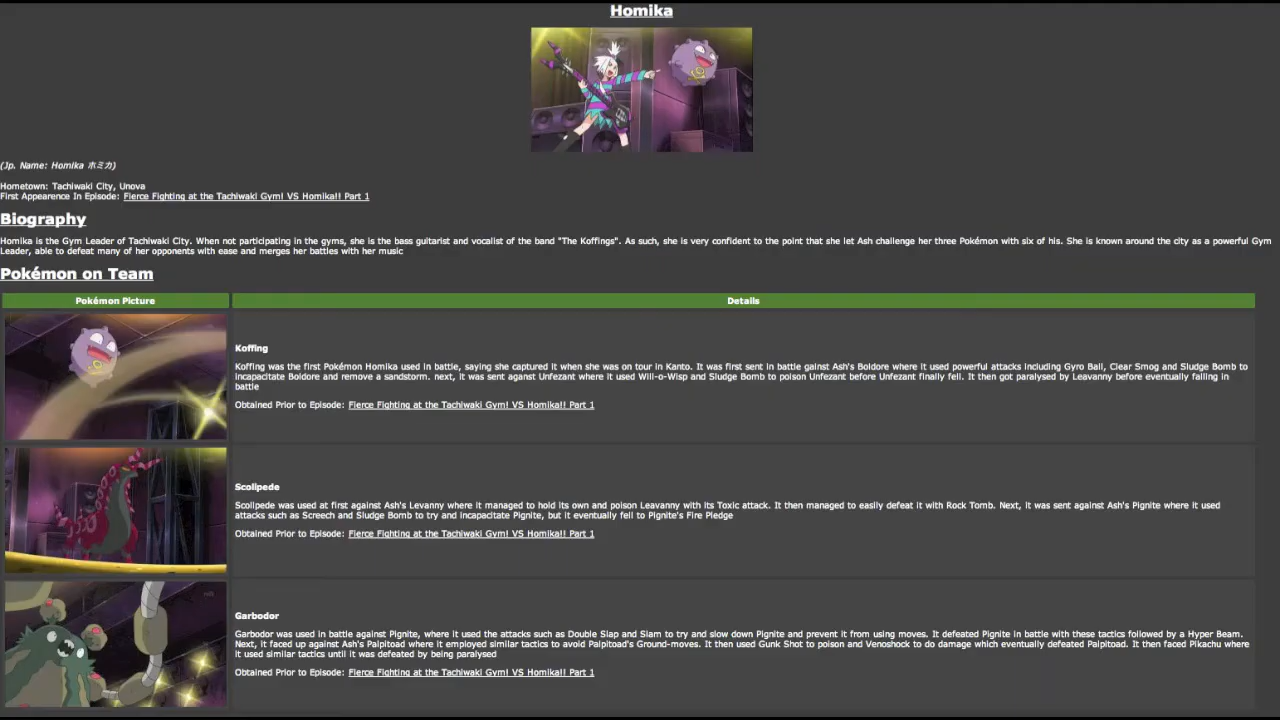 Homika
(Jp. Name: Homika ホミカ)
Hometown: Tachiwaki City, Unova
First Appearence In Episode: Fierce Fighting at the Tachiwaki Gym! VS Homika!! Part 1
Biography
Homika is the Gym Leader of Tachiwaki City. When not participating in the gyms, she is the bass guitarist and vocalist of the band "The Koffings". As such, she is very confident to the point that she let Ash challenge her three Pokémon with six of his. She is known around the city as a powerful Gym
Leader, able to defeat many of her opponents with ease and merges her battles with her music
Pokémon on Team
Pokémon Picture Details
Koffing
Koffing was the first Pokémon Homika used in battle, saying she captured it when she was on tour in Kanto. It was first sent in battle gainst Ash's Boldore where it used powerful attacks including Gyro Ball, Clear Smog and Sludge Bomb to
incapacitate Boldore and remove a sandstorm. next, it was sent aganst Unfezant where it used Will-o-Wisp and Sludge Bomb to poison Unfezant before Unfezant finally fell. It then got paralysed by Leavanny before eventually falling in
battle
Obtained Prior to Episode: Fierce Fighting at the Tachiwaki Gym! VS Homika!! Part 1
Scolipede
Scolipede was used at first against Ash's Levanny where it managed to hold its own and poison Leavanny with its Toxic attack. It then managed to easily defeat it with Rock Tomb. Next, it was sent against Ash's Pignite where it used
attacks such as Screech and Sludge Bomb to try and incapacitate Pignite, but it eventually fell to Pignite's Fire Pledge
Obtained Prior to Episode: Fierce Fighting at the Tachiwaki Gym! VS Homika!! Part 1
Garbodor
Garbodor was used in battle against Pignite, where it used the attacks such as Double Slap and Slam to try and slow down Pignite and prevent it from using moves. It defeated Pignite in battle with these tactics followed by a Hyper Beam.
Next, it faced up against Ash's Palpitoad where it employed similar tactics to avoid Palpitoad's Ground-moves. It then used Gunk Shot to poison and Venoshock to do damage which eventually defeated Palpitoad. It then faced Pikachu where
it used similar tactics until it was defeated by being paralysed
Obtained Prior to Episode: Fierce Fighting at the Tachiwaki Gym! VS Homika!! Part 1